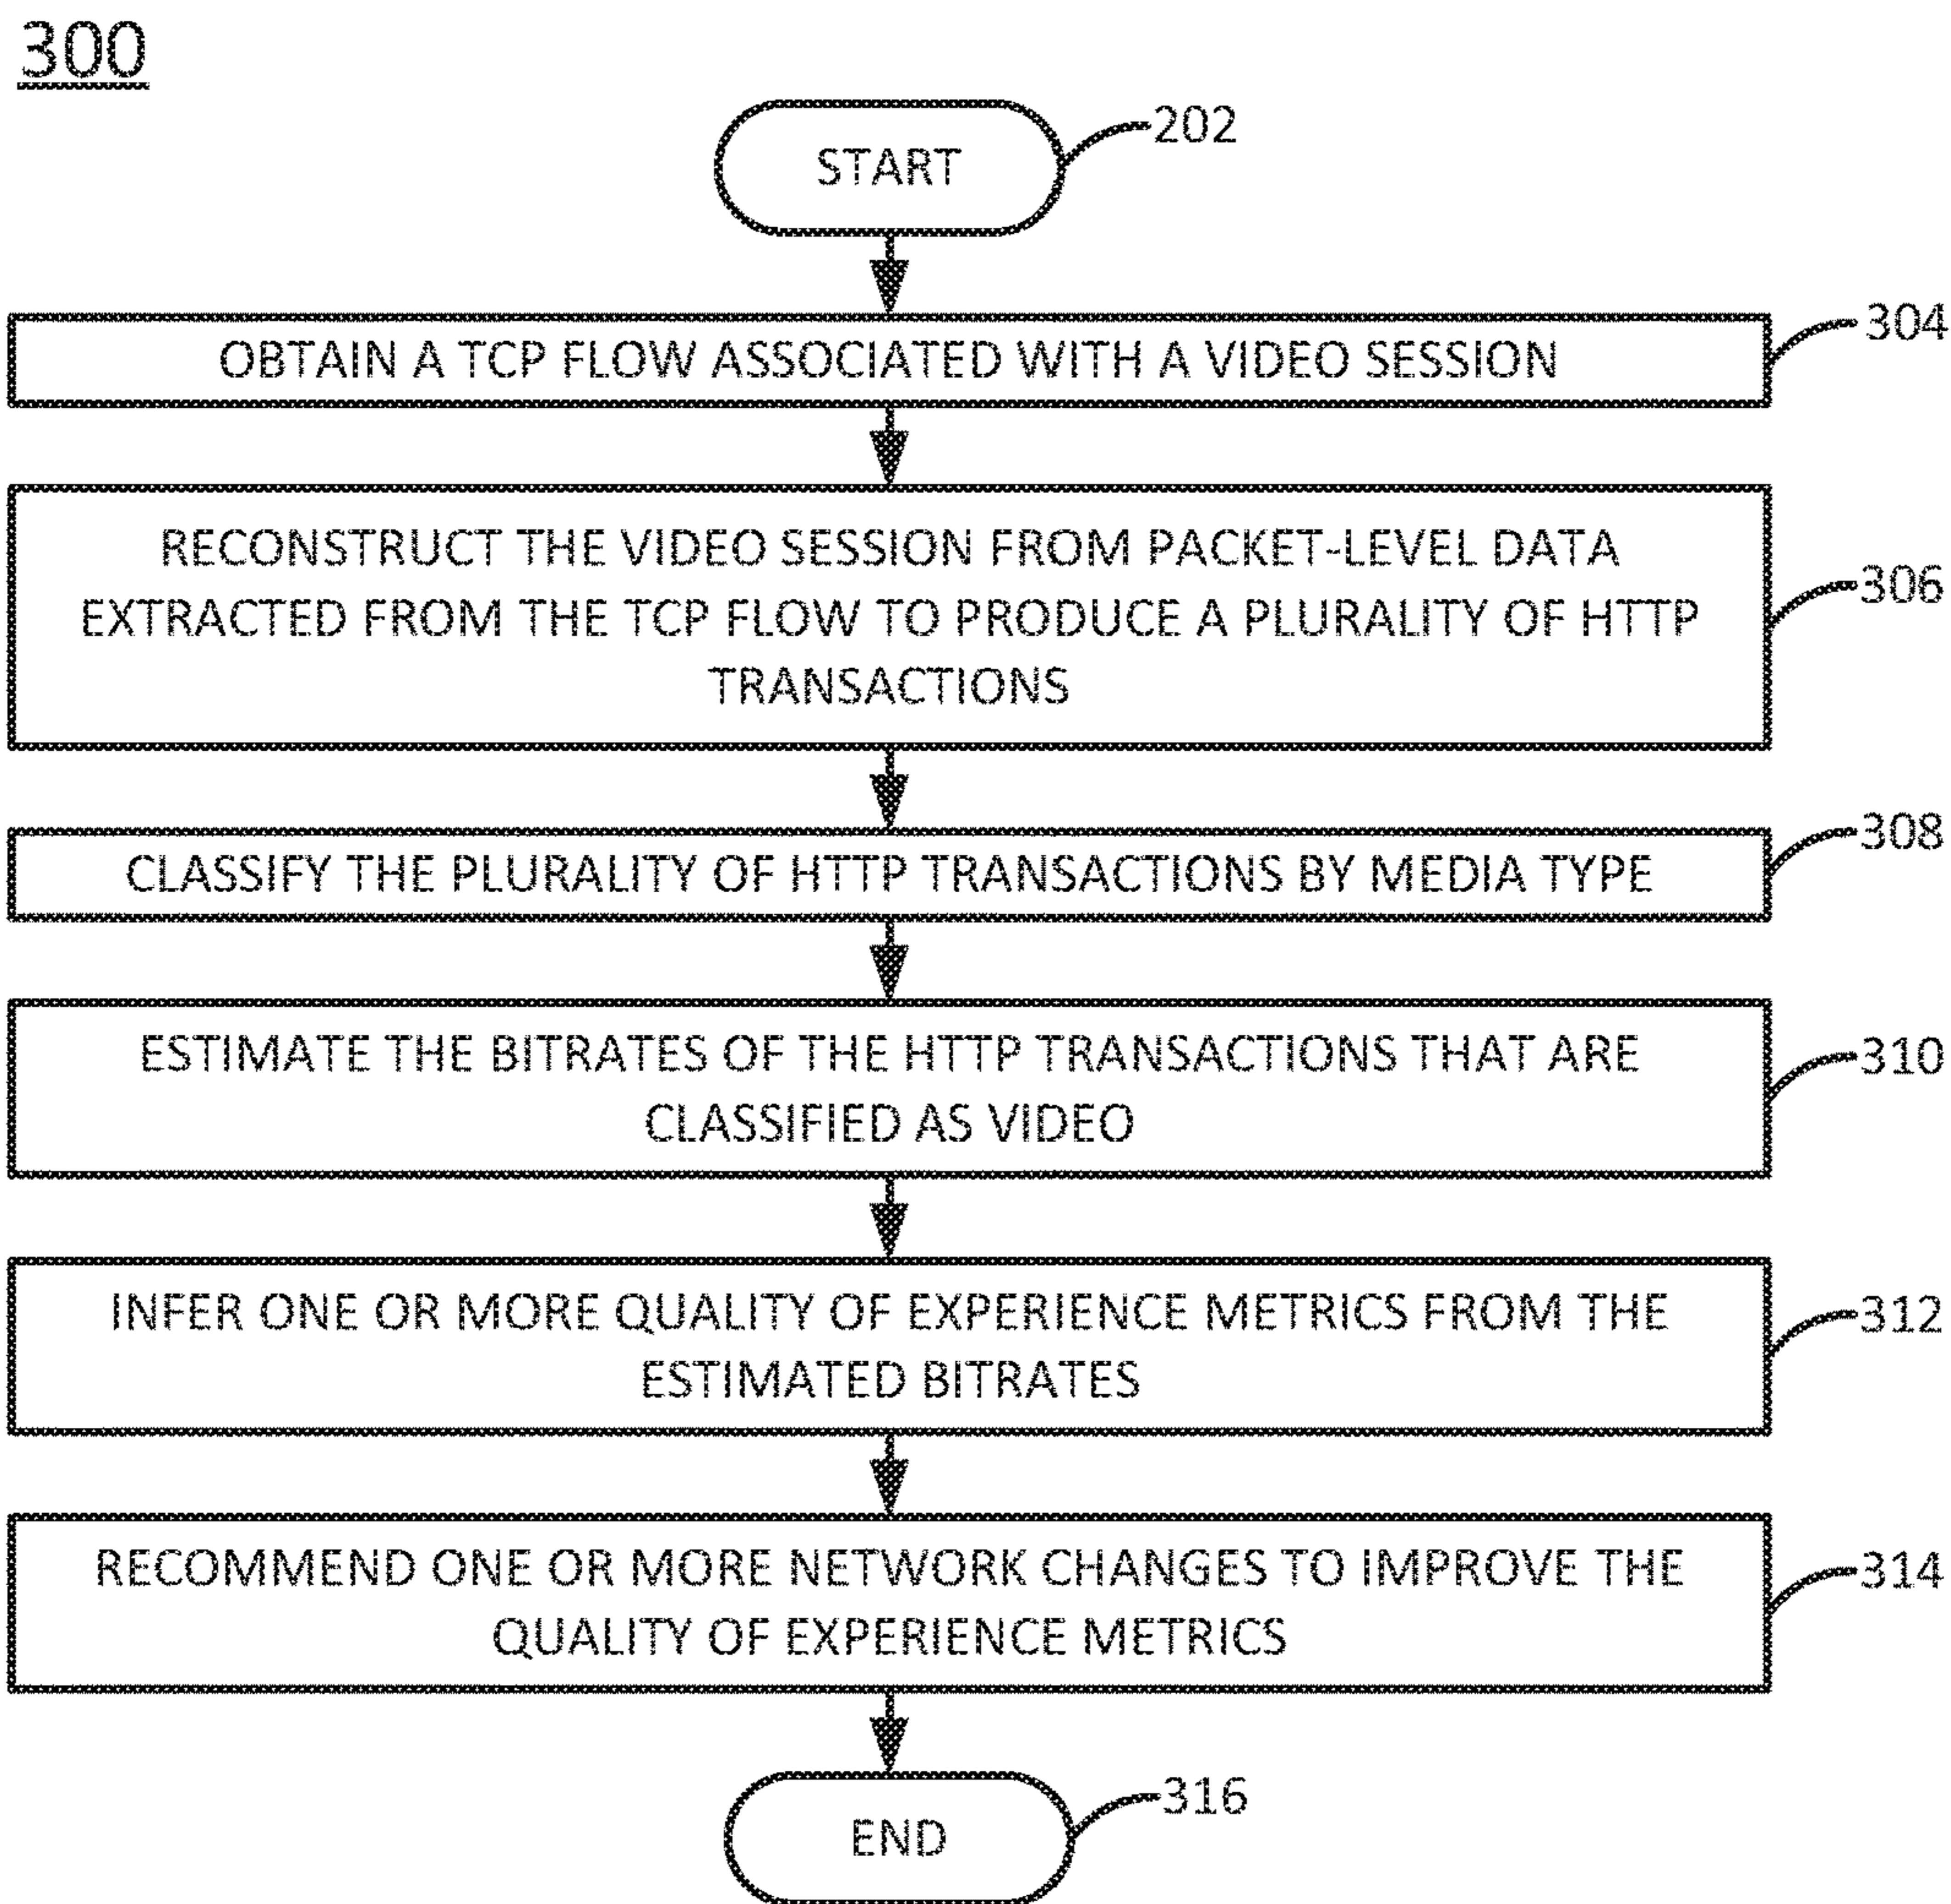 300
START
202
OBTAIN A TCP FLOW ASSOCIATED WITH A VIDEO SESSION
304
RECONSTRUCT THE VIDEO SESSION FROM PACKET-LEVEL DATA
EXTRACTED FROM THE TCP FLOW TO PRODUCE A PLURALITY OF HTTP
TRANSACTIONS
306
CLASSIFY THE PLURALITY OF HTTP TRANSACTIONS BY MEDIA TYPE
308
ESTIMATE THE BITRATES OF THE HTTP TRANSACTIONS THAT ARE
CLASSIFIED AS VIDEO
310
INFER ONE OR MORE QUALITY OF EXPERIENCE METRICS FROM THE
ESTIMATED BITRATES
312
RECOMMEND ONE OR MORE NETWORK CHANGES TO IMPROVE THE
QUALITY OF EXPERIENCE METRICS
314
END
316